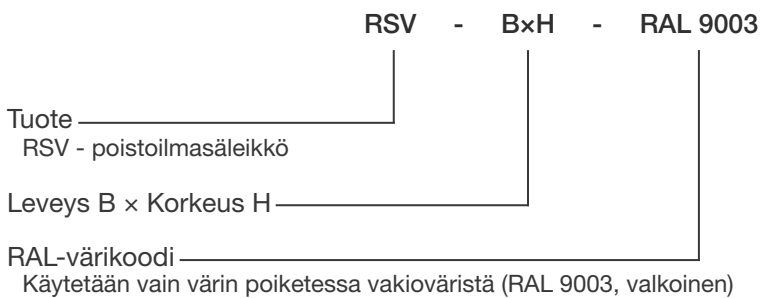 RSV - B×H - RAL 9003
Tuote
RSV - poistoilmasäleikkö
Leveys B × Korkeus H
RAL-värikoodi
Käytetään vain värin poiketessa vakioväristä (RAL 9003, valkoinen)